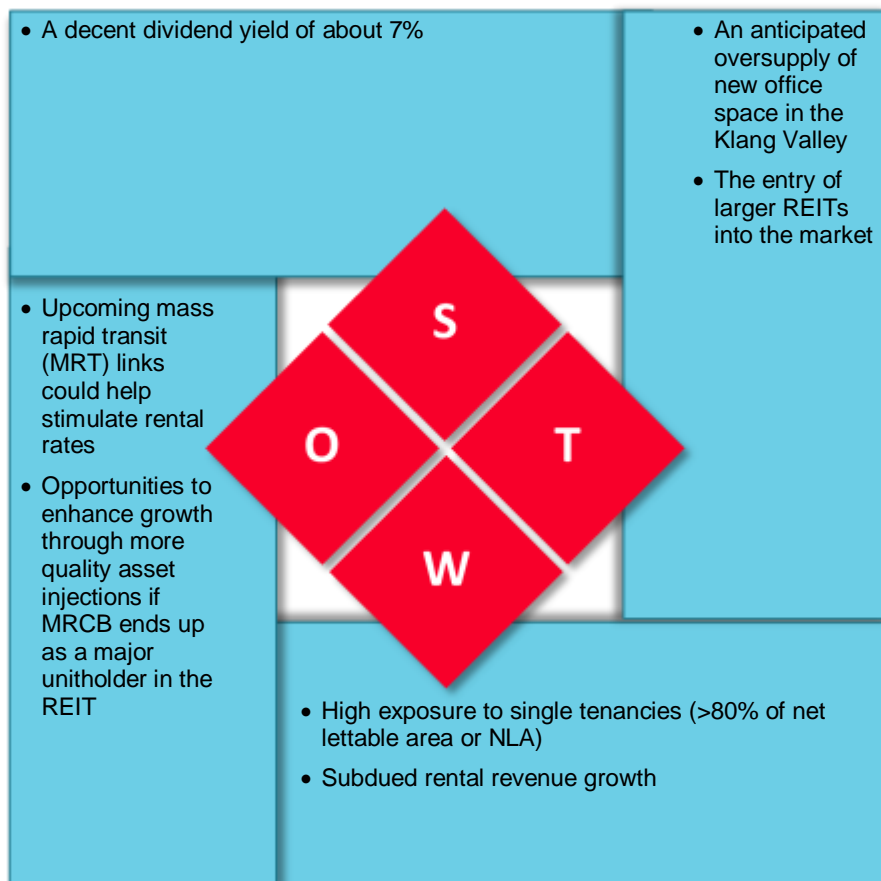 • A decent dividend yield of about 7%
• An anticipated
oversupply of
new office
space in the
Klang Valley
• The entry of
larger REITs
into the market
• Upcoming mass
rapid transit
(MRT) links
could help
stimulate rental
rates
• Opportunities to
enhance growth
through more
quality asset
injections if
MRCB ends up
as a major
unitholder in the
REIT
S
O
T
W
• High exposure to single tenancies (>80% of net
lettable area or NLA)
• Subdued rental revenue growth